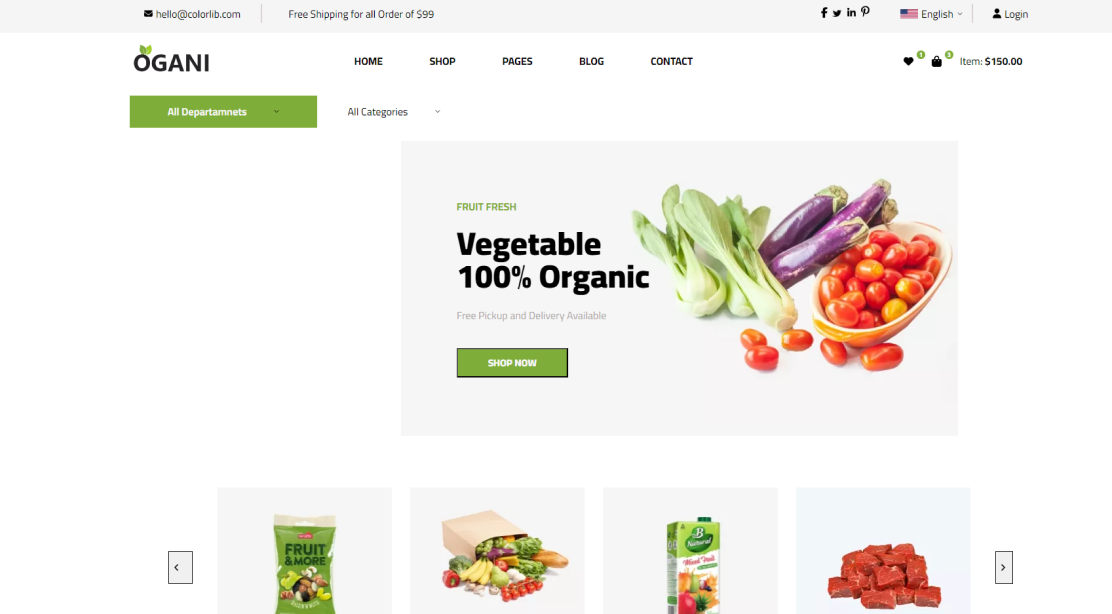 hello@colorlib.com
Free Shipping for all Order of $99
English
Login
OGANI
HOME
SHOP
PAGES
BLOG
CONTACT
1
3
Item: $150.00
All Departamnets
All Categories
FRUIT FRESH
Vegetable
100% Organic
Free Pickup and Delivery Available
SHOP NOW
FRUIT
&MORE
B
Natural
Mixed Fruit